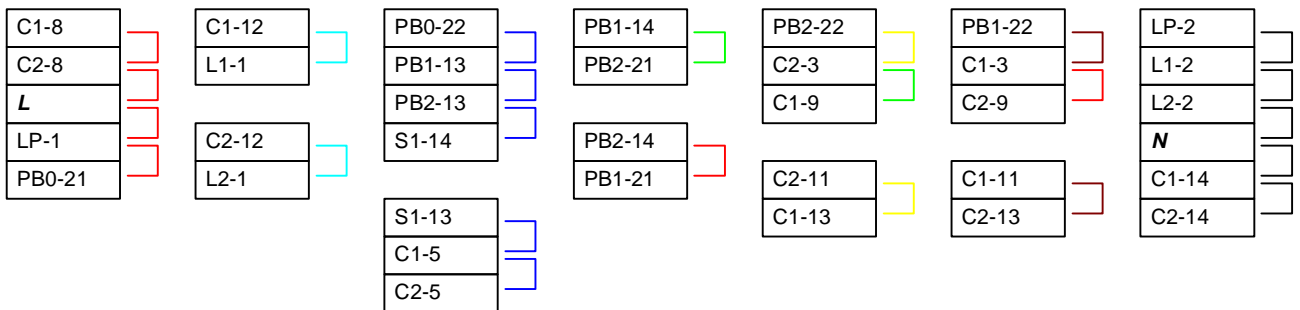 C1-8
C2-8
L
LP-1
PB0-21
C1-12
L1-1
C2-12
L2-1
PB0-22
PB1-13
PB2-13
S1-14
S1-13
C1-5
C2-5
PB1-14
PB2-21
PB2-14
PB1-21
PB2-22
C2-3
C1-9
C2-11
C1-13
PB1-22
C1-3
C2-9
C1-11
C2-13
LP-2
L1-2
L2-2
N
C1-14
C2-14